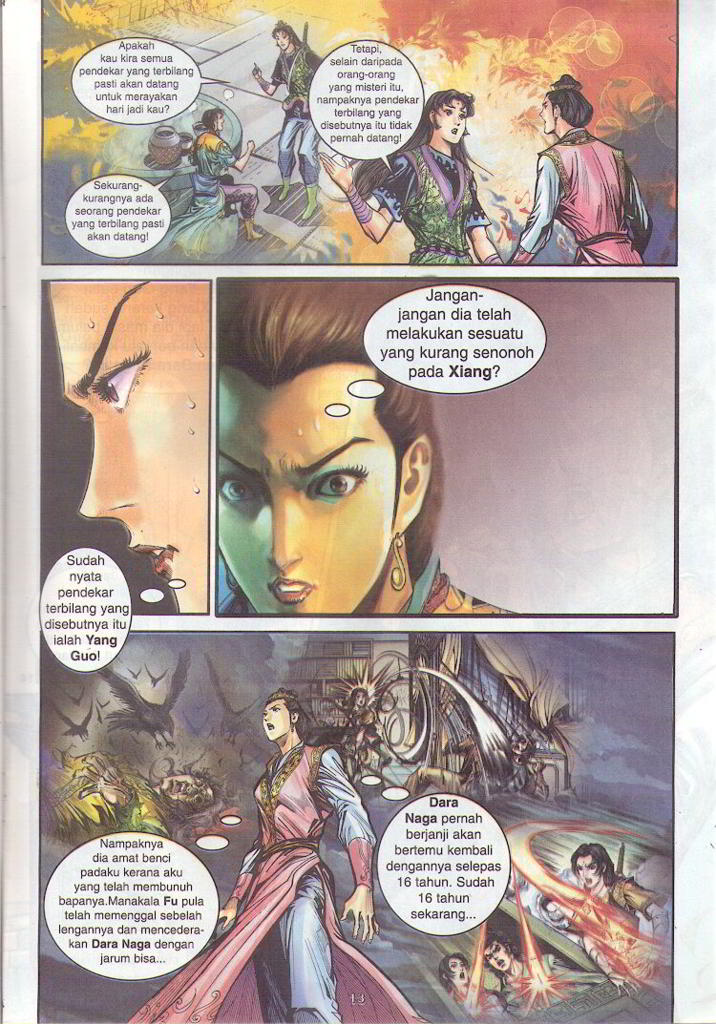 Apakah
kau kira semua
pendekar yang terbilang
pasti akan datang
untuk merayakan
hari jadi kau?
Tetapi,
selain daripada
orang-orang
yang misteri itu,
nampaknya pendekar
terbilang yang
disebutnya itu tidak
pernah datang!
Sekurang-
kurangnya ada
seorang pendekar
yang terbilang pasti
akan datang!
Jangan-
jangan dia telah
melakukan sesuatu
yang kurang senonoh
pada Xiang?
Sudah
nyata
pendekar
terbilang yang
disebutnya itu
ialah Yang
Guo!
Nampaknya
dia amat benci
padaku kerana aku
yang telah membunuh
bapanya.Manakala Fu pula
telah memenggal sebelah
lengannya dan mencedera-
kan Dara Naga dengan
jarum bisa...
Dara
Naga pernah
berjanji akan
bertemu kembali
dengannya selepas
16 tahun. Sudah
16 tahun
sekarang...
13